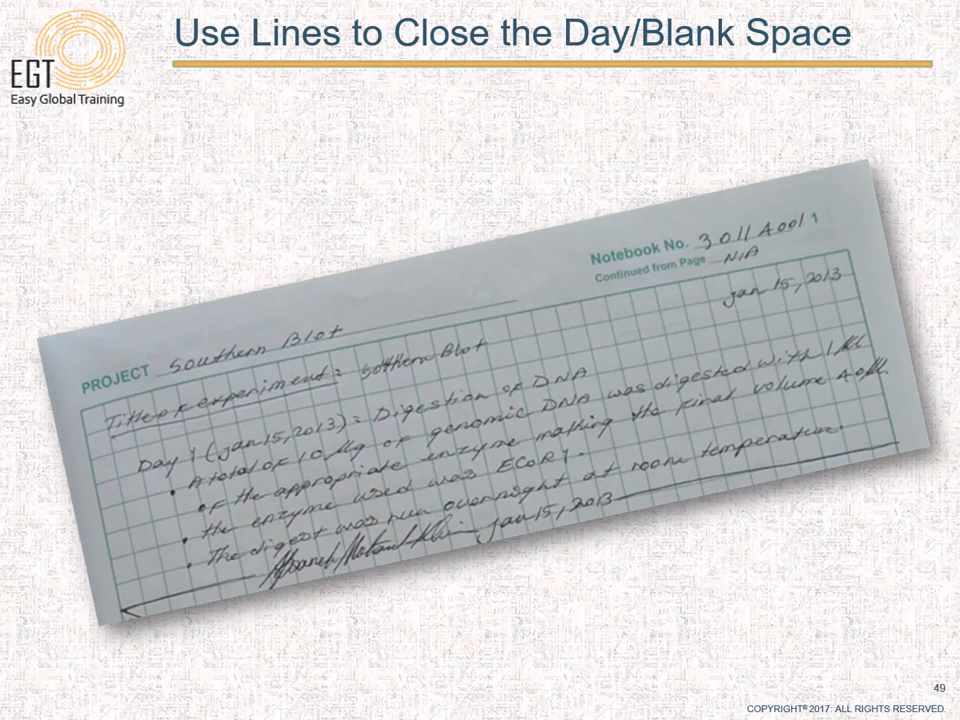 Use Lines to Close the Day/Blank Space
EGT
Easy Global Training
Notebook No. 3011A001 1
Continued from Page N/A
PROJECT Southern Blot
Jan 15, 2013
Title of experiment: Southern Blot
Day 1 (Jan 15, 2013): Digestion of DNA
• A total of 10 µg of genomic DNA was digested with 1 µl
of the appropriate enzyme making the final volume 40 µl.
• the enzyme used was ECoR1.
• The digest was run overnight at room temperature.
Jan 15, 2013
49
COPYRIGHT® 2017. ALL RIGHTS RESERVED.